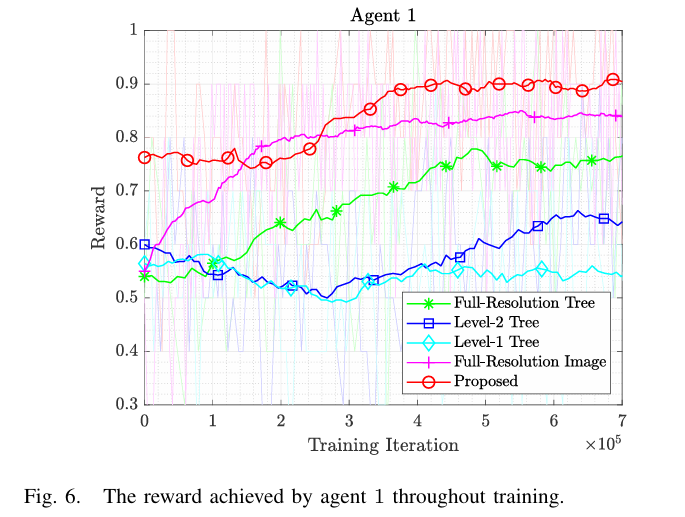 Agent 1
1
0.9
0.8
0.7
0.6
0.5
0.4
0.3
Reward
0 1 2 3 4 5 6 7
Training Iteration
×10⁵
Full-Resolution Tree
Level-2 Tree
Level-1 Tree
Full-Resolution Image
Proposed
Fig. 6. The reward achieved by agent 1 throughout training.